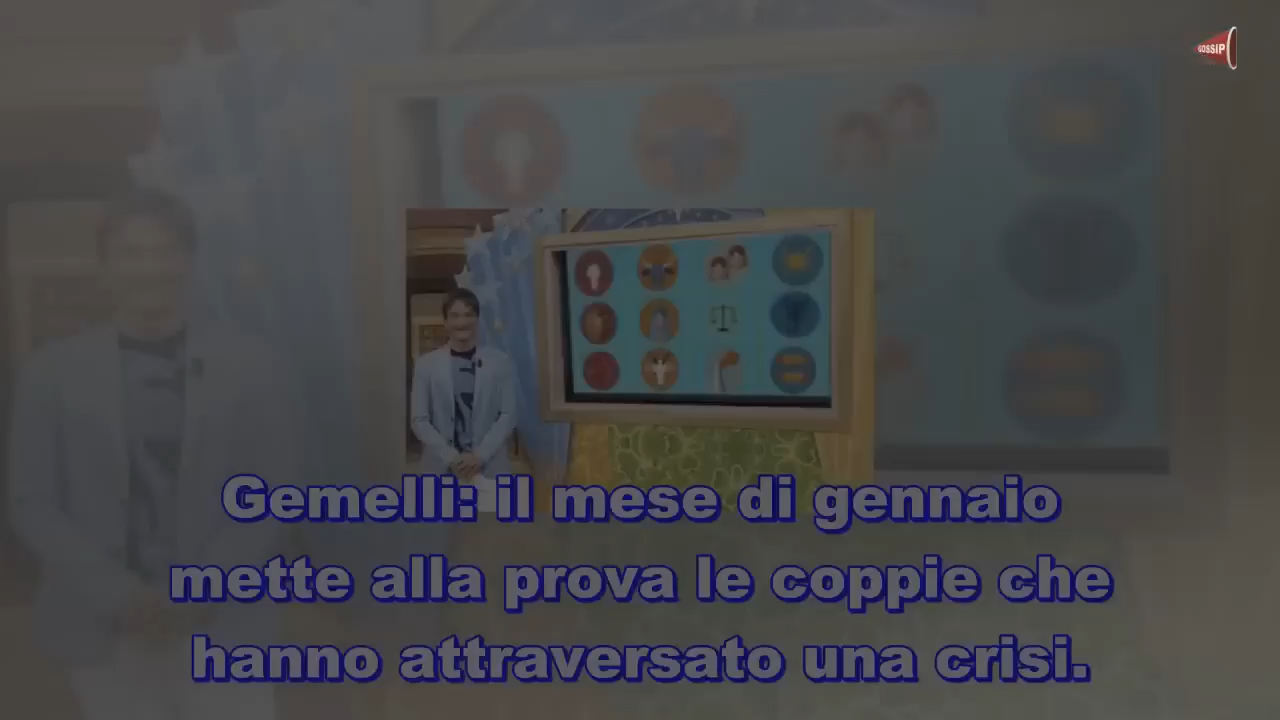 GOSSIP
Gemelli: il mese di gennaio
mette alla prova le coppie che
hanno attraversato una crisi.